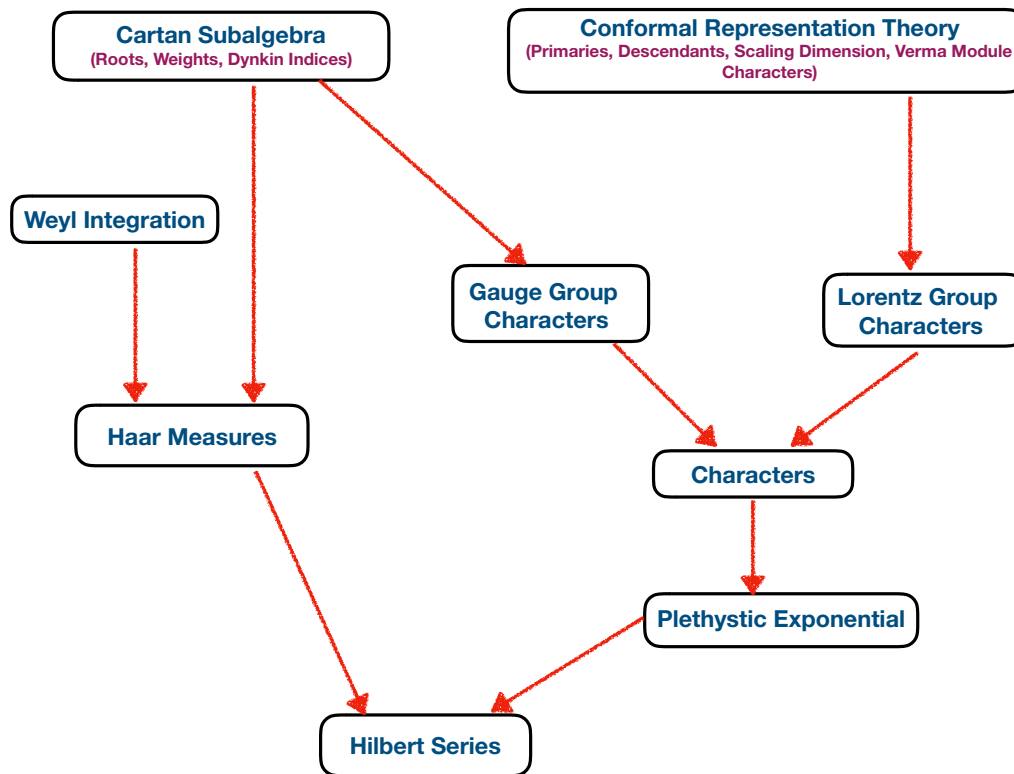 Cartan Subalgebra
(Roots, Weights, Dynkin Indices)
Conformal Representation Theory
(Primaries, Descendants, Scaling Dimension, Verma Module
Characters)
Weyl Integration
Gauge Group
Characters
Lorentz Group
Characters
Haar Measures
Characters
Plethystic Exponential
Hilbert Series